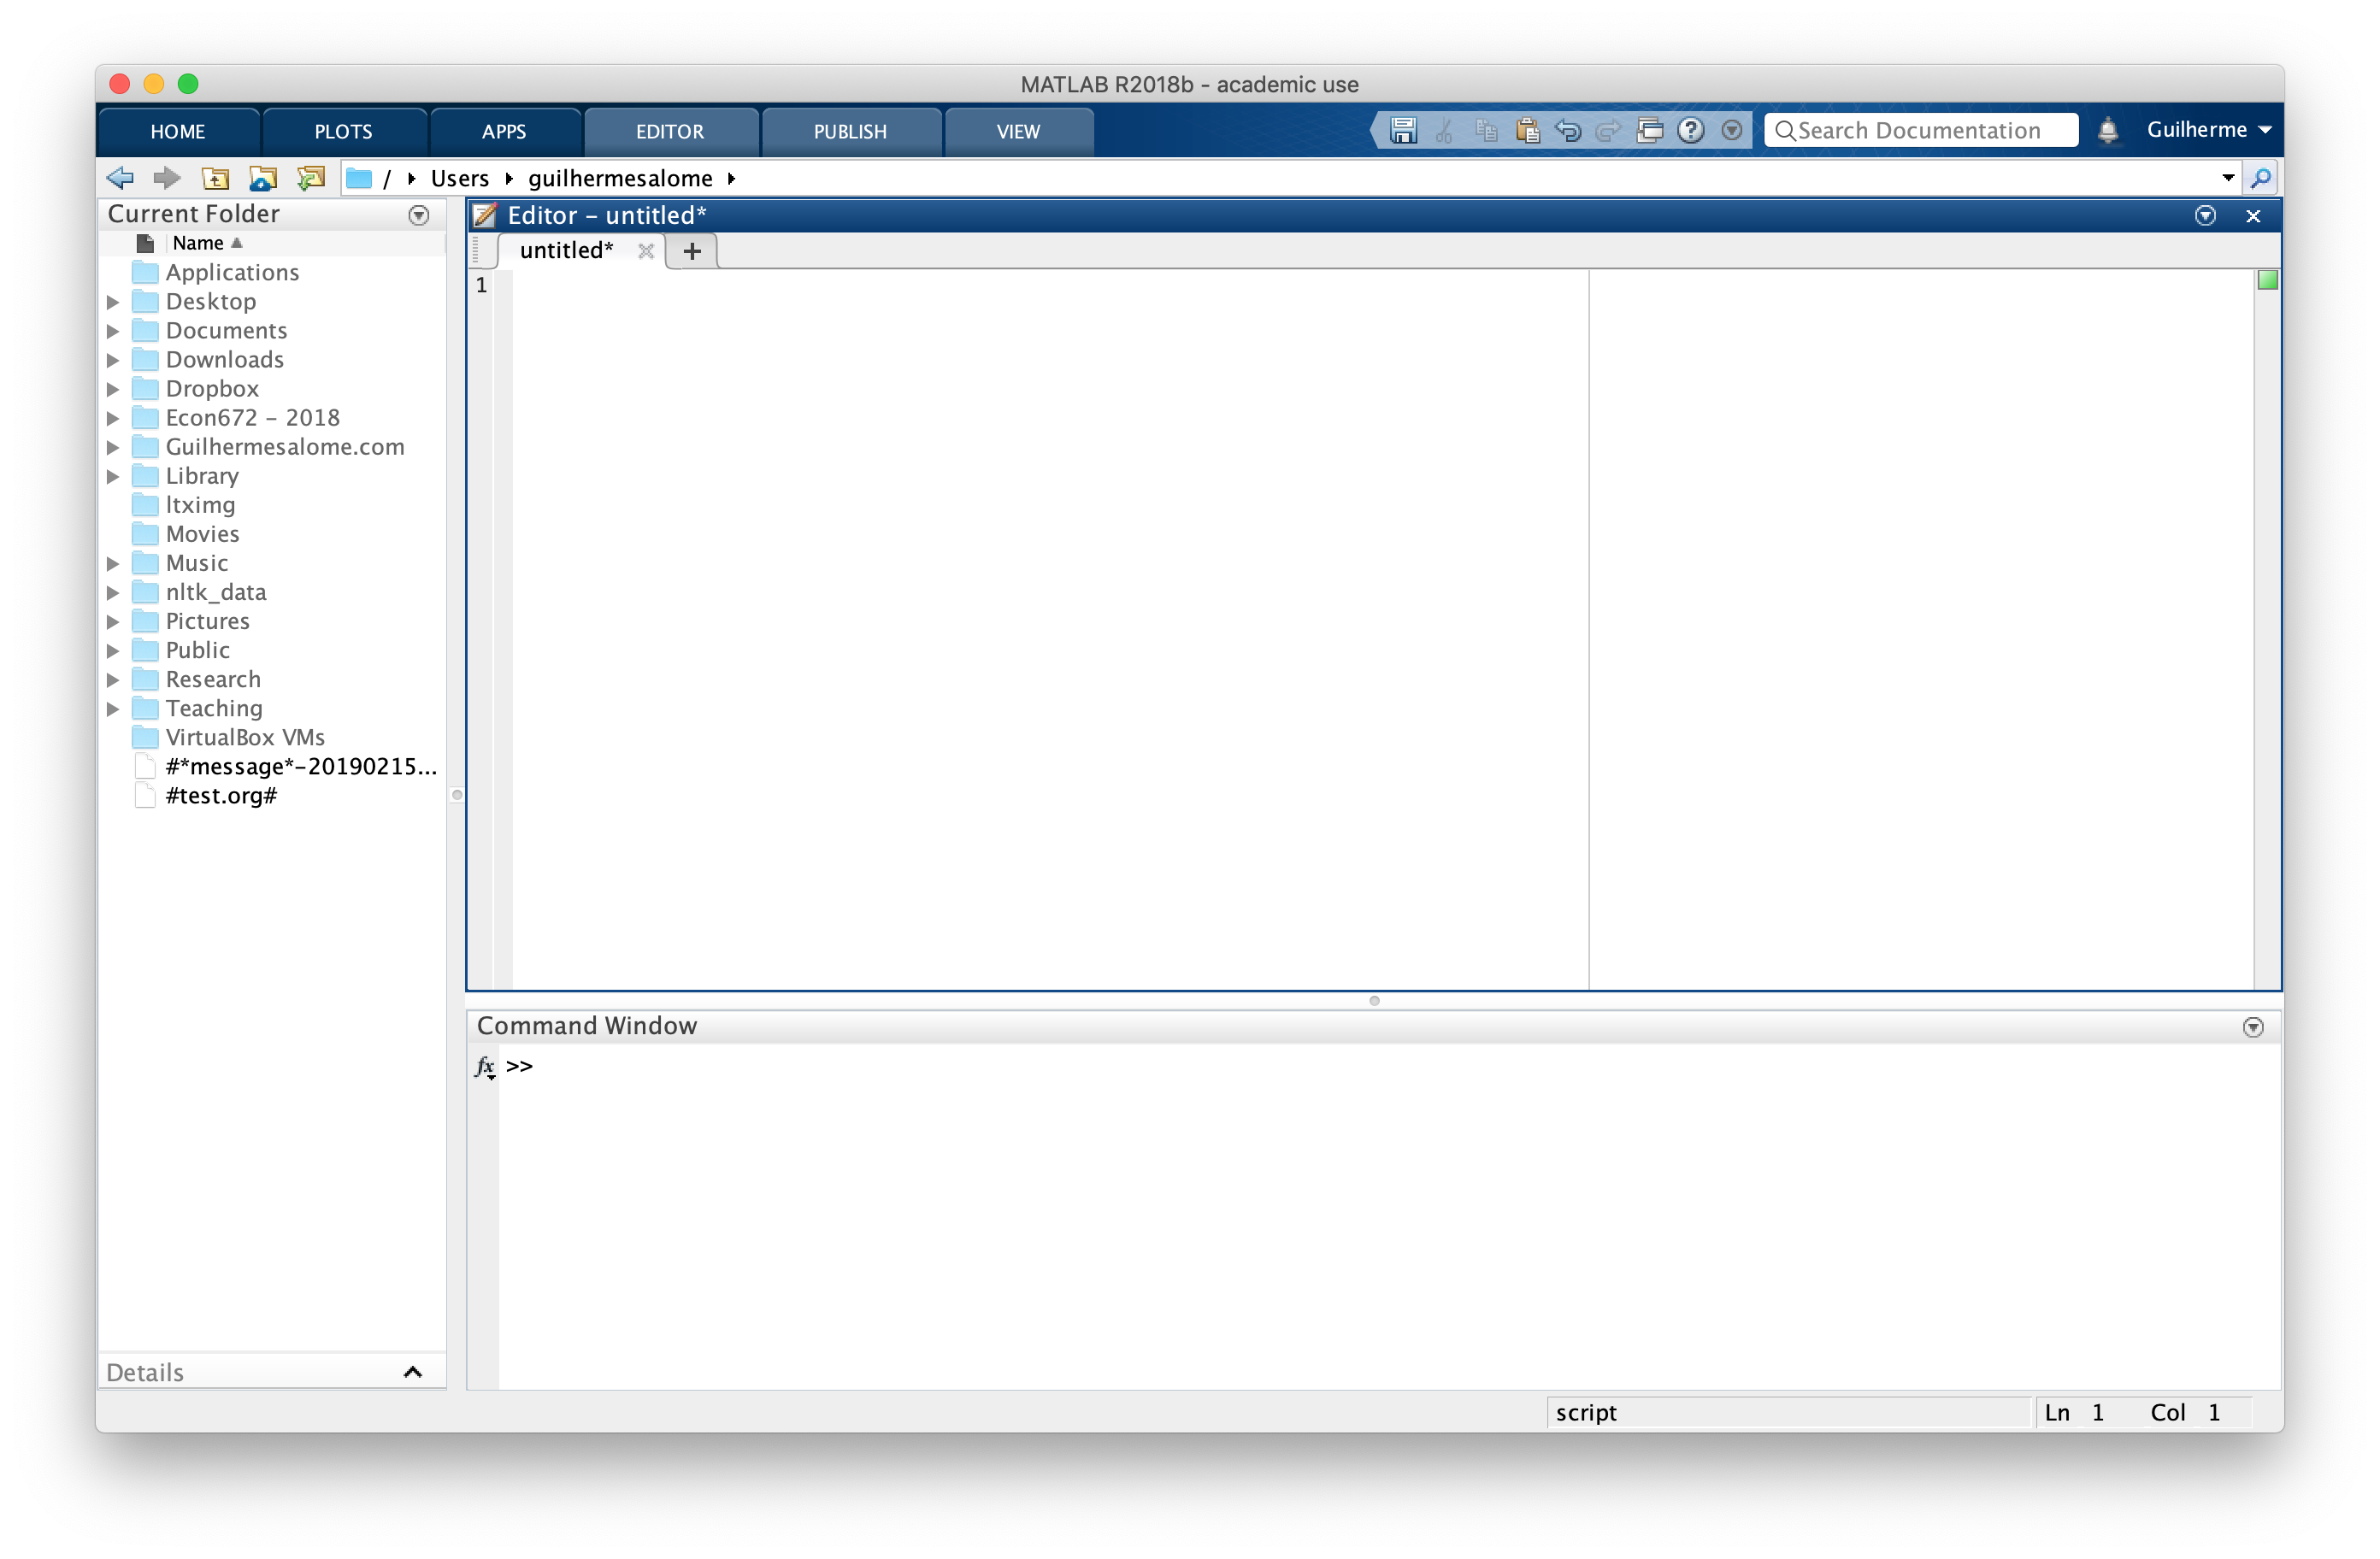 MATLAB R2018b - academic use
HOME PLOTS APPS EDITOR PUBLISH VIEW Search Documentation Guilherme
/ Users guilhermesalome
Current Folder
Name
Applications
Desktop
Documents
Downloads
Dropbox
Econ672 - 2018
Guilhermesalome.com
Library
ltximg
Movies
Music
nltk_data
Pictures
Public
Research
Teaching
VirtualBox VMs
#*message*-20190215...
#test.org#
Details
Editor - untitled*
untitled* +
1
Command Window
fx >>
script Ln 1 Col 1